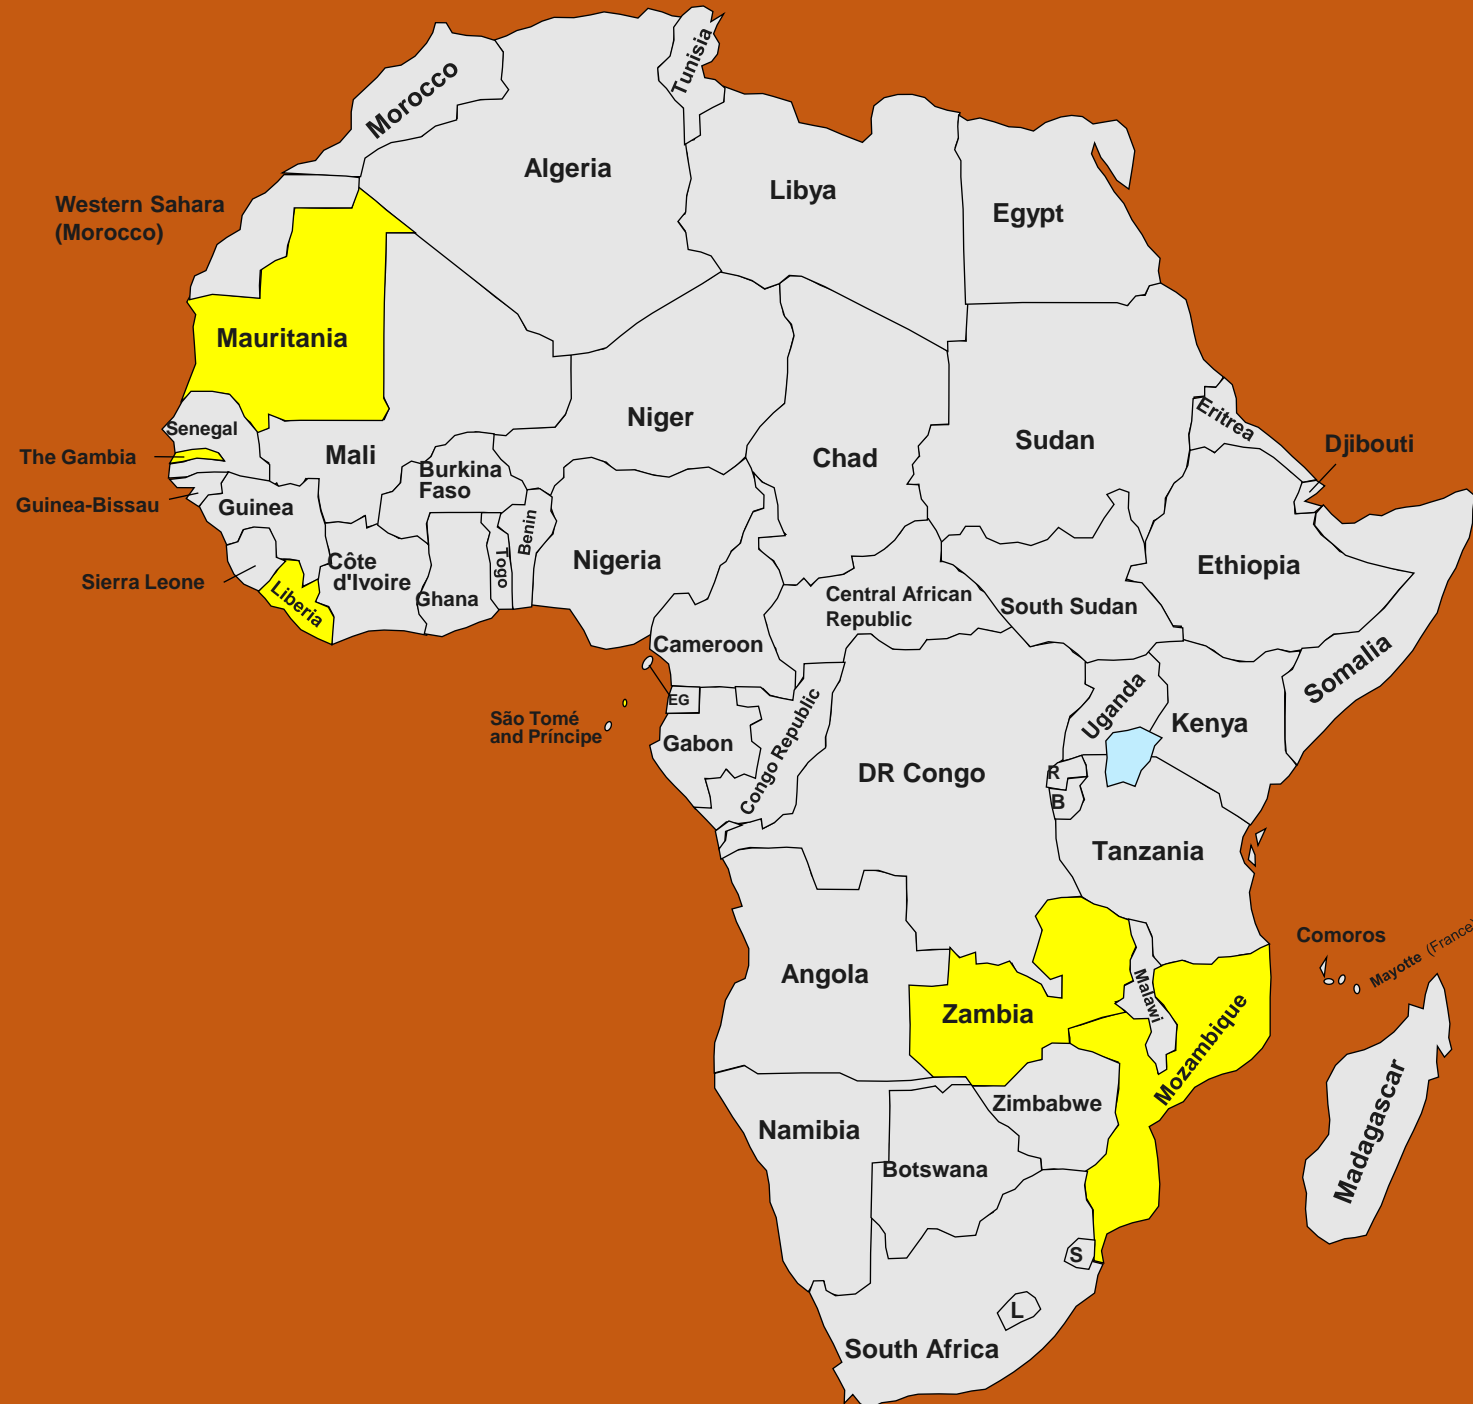 Tunisia
Morocco
Algeria
Libya
Egypt
Western Sahara
(Morocco)
Mauritania
Senegal
The Gambia
Guinea-Bissau
Guinea
Sierra Leone
Liberia
Mali
Burkina
Faso
Côte
d'Ivoire
Ghana
Togo
Benin
Niger
Nigeria
Chad
Sudan
Eritrea
Djibouti
Ethiopia
Somalia
Central African
Republic
South Sudan
Cameroon
EG
São Tomé
and Príncipe
Gabon
Congo Republic
DR Congo
Uganda
Kenya
R
B
Tanzania
Comoros
Mayotte (France)
Angola
Zambia
Malawi
Mozambique
Madagascar
Zimbabwe
Namibia
Botswana
S
L
South Africa